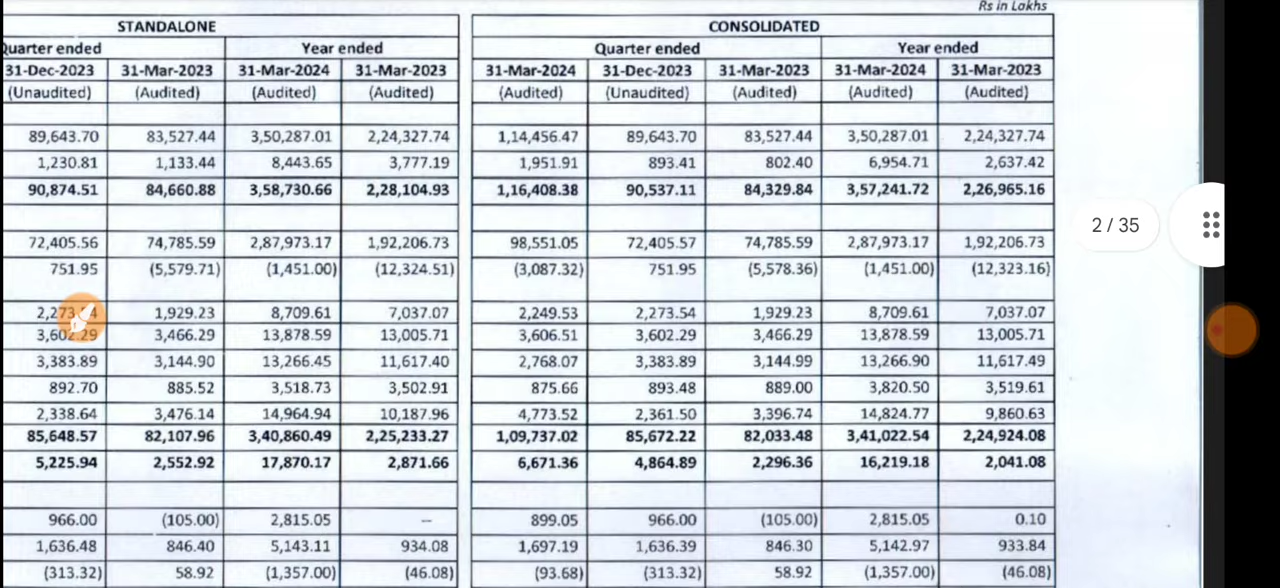 Rs in Lakhs
STANDALONE CONSOLIDATED
Quarter ended Year ended Quarter ended Year ended
31-Dec-2023 31-Mar-2023 31-Mar-2024 31-Mar-2023 31-Mar-2024 31-Dec-2023 31-Mar-2023 31-Mar-2024 31-Mar-2023
(Unaudited) (Audited) (Audited) (Audited) (Audited) (Unaudited) (Audited) (Audited) (Audited)
89,643.70 83,527.44 3,50,287.01 2,24,327.74 1,14,456.47 89,643.70 83,527.44 3,50,287.01 2,24,327.74
1,230.81 1,133.44 8,443.65 3,777.19 1,951.91 893.41 802.40 6,954.71 2,637.42
90,874.51 84,660.88 3,58,730.66 2,28,104.93 1,16,408.38 90,537.11 84,329.84 3,57,241.72 2,26,965.16
2 / 35
72,405.56 74,785.59 2,87,973.17 1,92,206.73 98,551.05 72,405.57 74,785.59 2,87,973.17 1,92,206.73
751.95 (5,579.71) (1,451.00) (12,324.51) (3,087.32) 751.95 (5,578.36) (1,451.00) (12,323.16)
1,929.23 8,709.61 7,037.07 2,249.53 2,273.54 1,929.23 8,709.61 7,037.07
3,602.29 3,466.29 13,878.59 13,005.71 3,606.51 3,602.29 3,466.29 13,878.59 13,005.71
3,383.89 3,144.90 13,266.45 11,617.40 2,768.07 3,383.89 3,144.99 13,266.90 11,617.49
892.70 885.52 3,518.73 3,502.91 875.66 893.48 889.00 3,820.50 3,519.61
2,338.64 3,476.14 14,964.94 10,187.96 4,773.52 2,361.50 3,396.74 14,824.77 9,860.63
85,648.57 82,107.96 3,40,860.49 2,25,233.27 1,09,737.02 85,672.22 82,033.48 3,41,022.54 2,24,924.08
5,225.94 2,552.92 17,870.17 2,871.66 6,671.36 4,864.89 2,296.36 16,219.18 2,041.08
966.00 (105.00) 2,815.05 -- 899.05 966.00 (105.00) 2,815.05 0.10
1,636.48 846.40 5,143.11 934.08 1,697.19 1,636.39 846.30 5,142.97 933.84
(313.32) 58.92 (1,357.00) (46.08) (93.68) (313.32) 58.92 (1,357.00) (46.08)